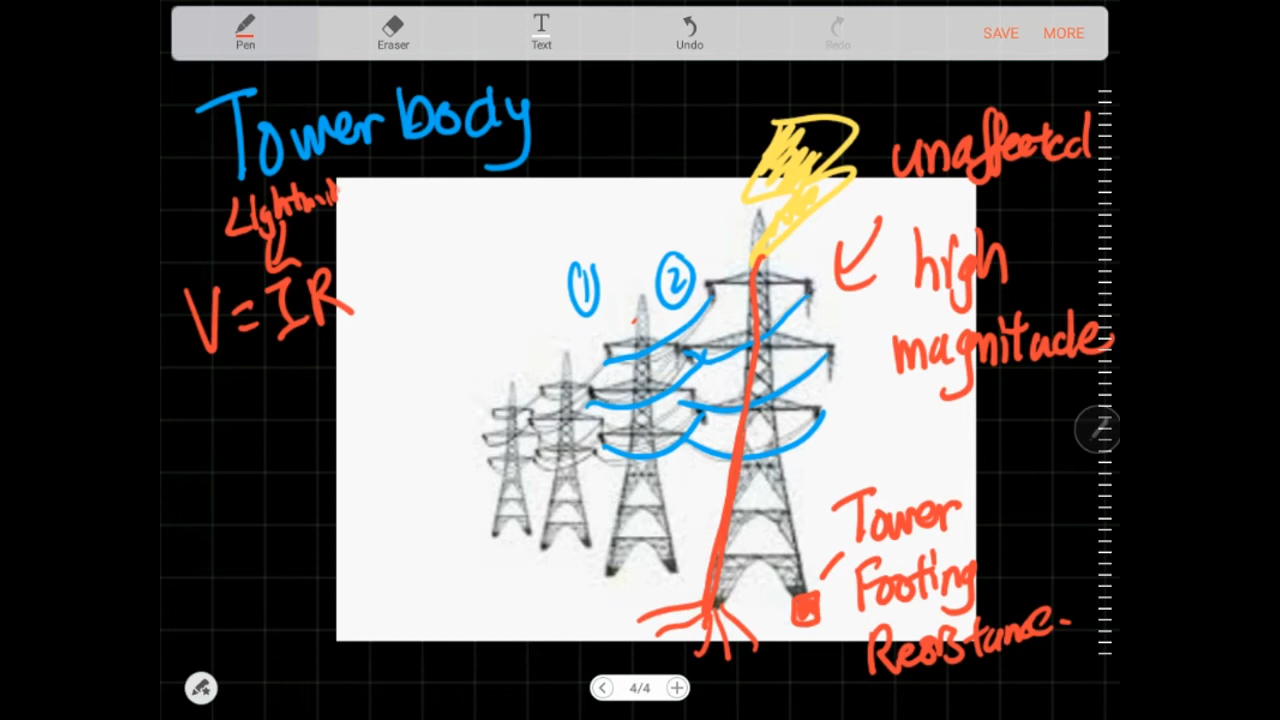 Pen
Eraser
Text
Undo
Redo
SAVE
MORE
Tower body
V = IR
① ②
unaffected
high
magnitude
Tower
Footing
Resistance.
4/4